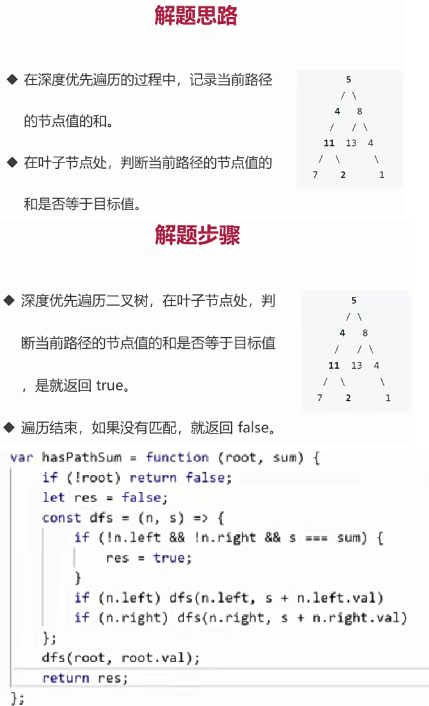 解题思路
◆ 在深度优先遍历的过程中，记录当前路径
的节点值的和。
◆ 在叶子节点处，判断当前路径的节点值的
和是否等于目标值。
5
/ \
4 8
/ / \
11 13 4
/ \ \
7 2 1
解题步骤
◆ 深度优先遍历二叉树，在叶子节点处，判
断当前路径的节点值的和是否等于目标值
，是就返回 true。
◆ 遍历结束，如果没有匹配，就返回 false。
5
/ \
4 8
/ / \
11 13 4
/ \ \
7 2 1
var hasPathSum = function (root, sum) {
    if (!root) return false;
    let res = false;
    const dfs = (n, s) => {
        if (!n.left && !n.right && s === sum) {
            res = true;
        }
        if (n.left) dfs(n.left, s + n.left.val)
        if (n.right) dfs(n.right, s + n.right.val)
    };
    dfs(root, root.val);
    return res;
};